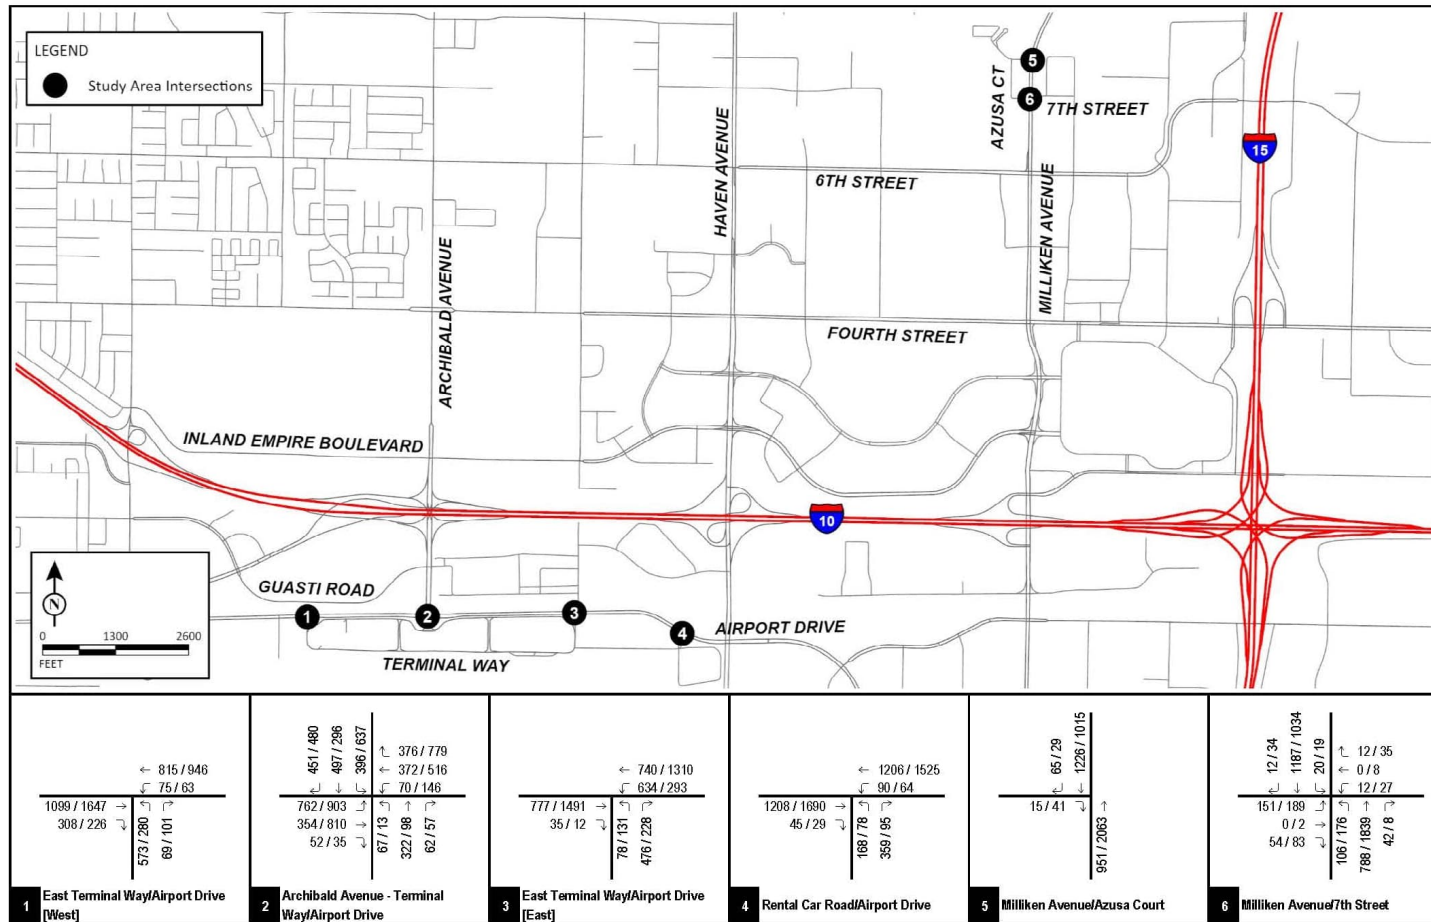 LEGEND
Study Area Intersections
5
AZUSA CT
6
7TH STREET
15
HAVEN AVENUE
6TH STREET
MILLIKEN AVENUE
ARCHIBALD AVENUE
FOURTH STREET
INLAND EMPIRE BOULEVARD
10
N
0 1300 2600
FEET
GUASTI ROAD
1
2
3
4
AIRPORT DRIVE
TERMINAL WAY
815 / 946
75 / 63
1099 / 1647
308 / 226
573 / 280
69 / 101
1 East Terminal Way/Airport Drive
[West]
451 / 480
497 / 296
396 / 637
376 / 779
372 / 516
70 / 146
762 / 903
354 / 810
52 / 35
67 / 13
322 / 98
62 / 57
2 Archibald Avenue - Terminal
Way/Airport Drive
740 / 1310
634 / 293
777 / 1491
35 / 12
78 / 131
476 / 228
3 East Terminal Way/Airport Drive
[East]
1206 / 1525
90 / 64
1208 / 1690
45 / 29
168 / 78
359 / 95
4 Rental Car Road/Airport Drive
65 / 29
1226 / 1015
15 / 41
951 / 2063
5 Milliken Avenue/Azusa Court
12 / 34
1187 / 1034
20 / 19
12 / 35
0 / 8
12 / 27
151 / 189
0 / 2
54 / 83
106 / 176
788 / 1839
42 / 8
6 Milliken Avenue/7th Street